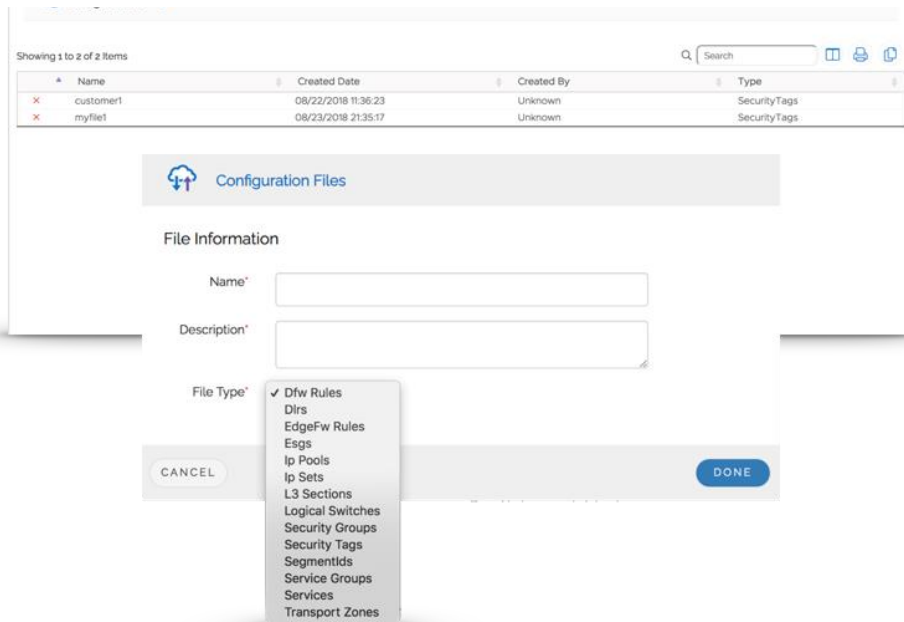 Showing 1 to 2 of 2 Items Search
Name Created Date Created By Type
customer1 08/22/2018 11:36:23 Unknown SecurityTags
myfile1 08/23/2018 21:35:17 Unknown SecurityTags
Configuration Files
File Information
Name*
Description*
File Type* ✓ Dfw Rules
Dlrs
EdgeFw Rules
Esgs
Ip Pools
Ip Sets
L3 Sections
Logical Switches
Security Groups
Security Tags
SegmentIds
Service Groups
Services
Transport Zones
CANCEL DONE